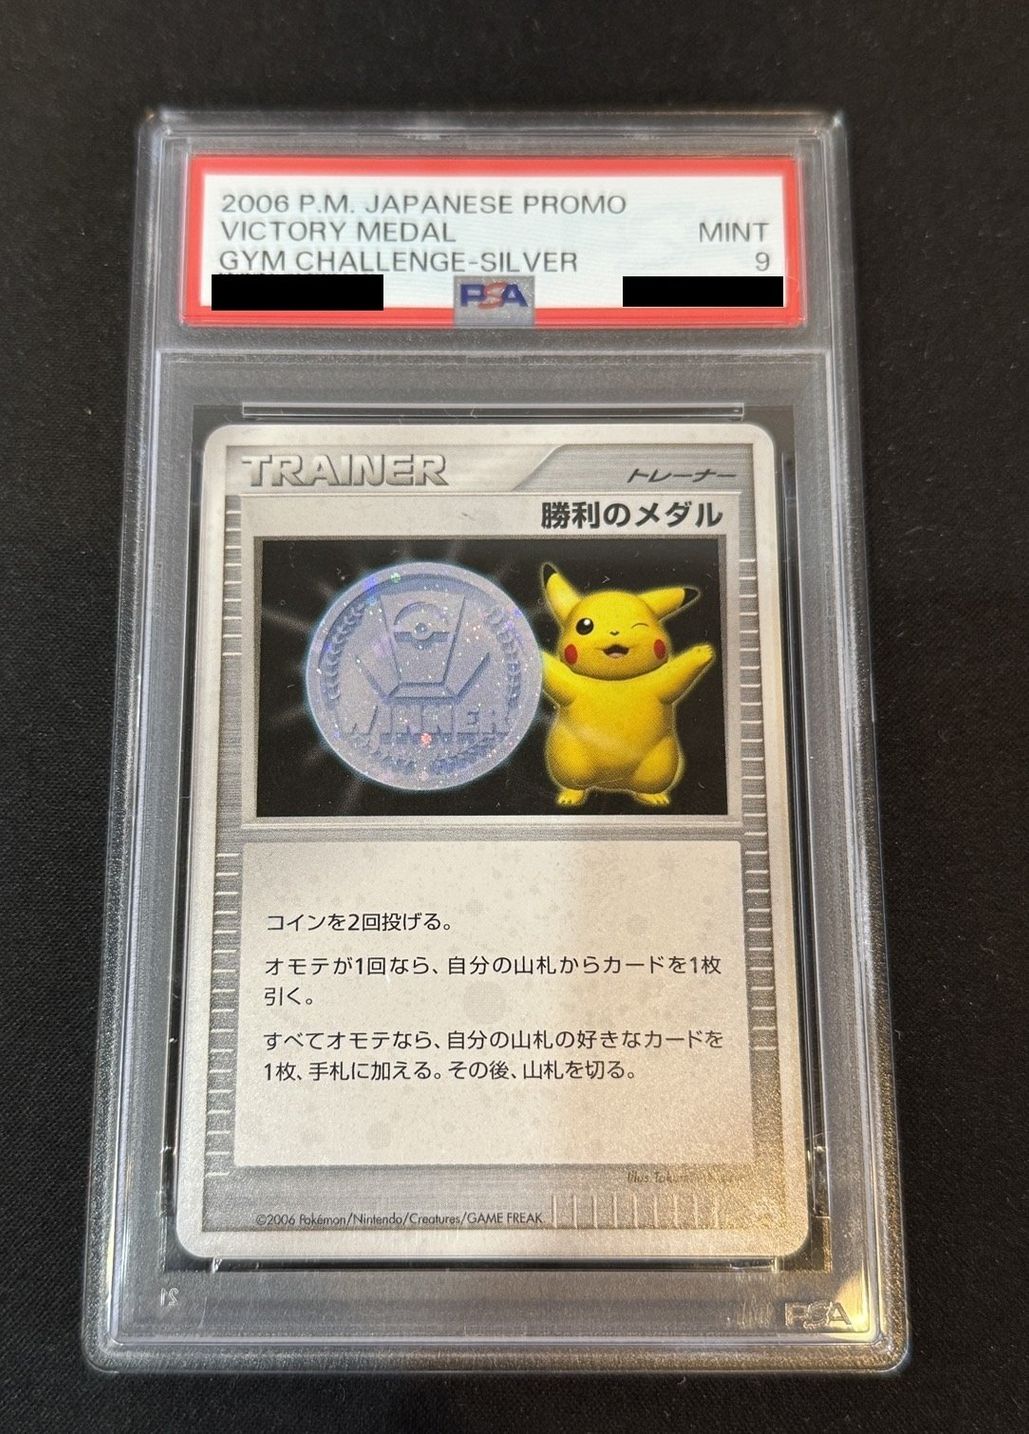 2006 P.M. JAPANESE PROMO
VICTORY MEDAL MINT
GYM CHALLENGE-SILVER 9
PSA
TRAINER トレーナー
勝利のメダル
WINNER
コインを2回投げる。
オモテが1回なら、自分の山札からカードを1枚
引く。
すべてオモテなら、自分の山札の好きなカードを
1枚、手札に加える。その後、山札を切る。
Illus.
©2006 Pokémon/Nintendo/Creatures/GAME FREAK
PSA